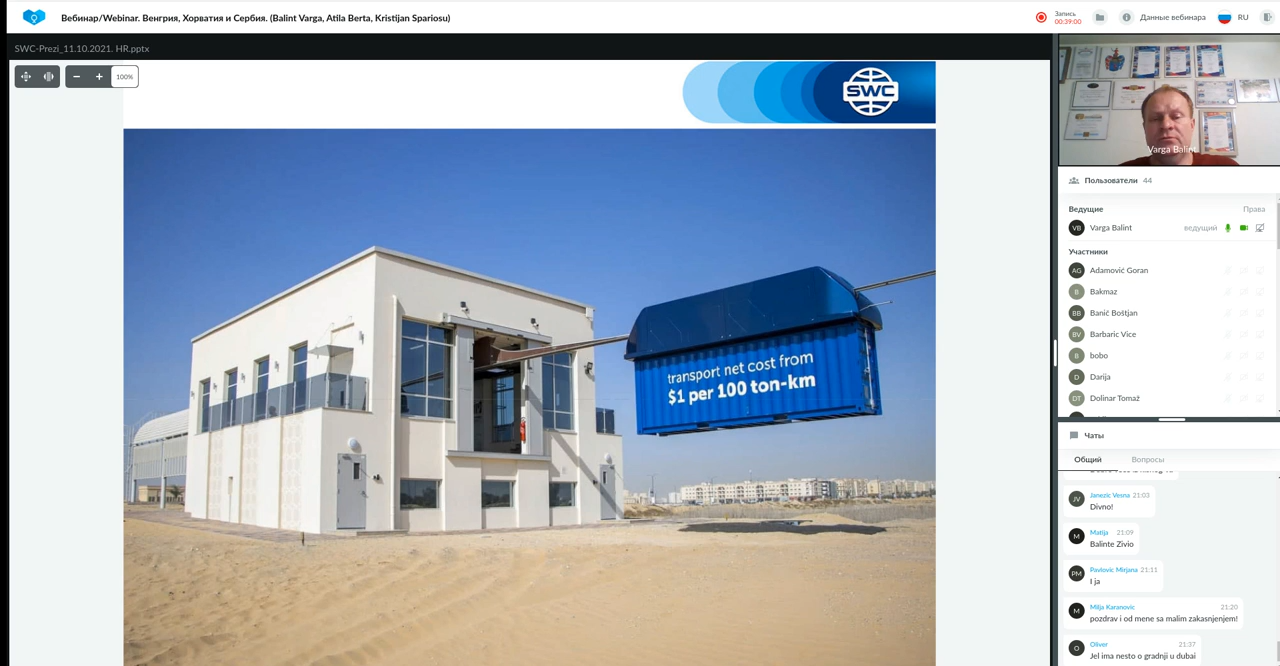 Вебинар/Webinar. Венгрия, Хорватия и Сербия. (Balint Varga, Atila Berta, Kristijan Spariosu)
Запись
00:39:00
Данные вебинара
RU
SWC-Prezi_11.10.2021. HR.pptx
100%
SWC
transport net cost from
$1 per 100 ton-km
Varga Balint
Пользователи 44
Ведущие Права
VB Varga Balint ведущий
Участники
AG Adamović Goran
B Bakmaz
BB Banić Boštjan
BV Barbaric Vice
B bobo
D Darija
DT Dolinar Tomaž
Чаты
Общий Вопросы
JV Janezic Vesna 21:03
Divno!
M Matija 21:09
Balinte Zivio
PM Pavlovic Mirjana 21:11
I ja
M Milja Karanovic 21:20
pozdrav i od mene sa malim zakasnjenjem!
O Oliver 21:37
Jel ima nesto o gradnji u dubai